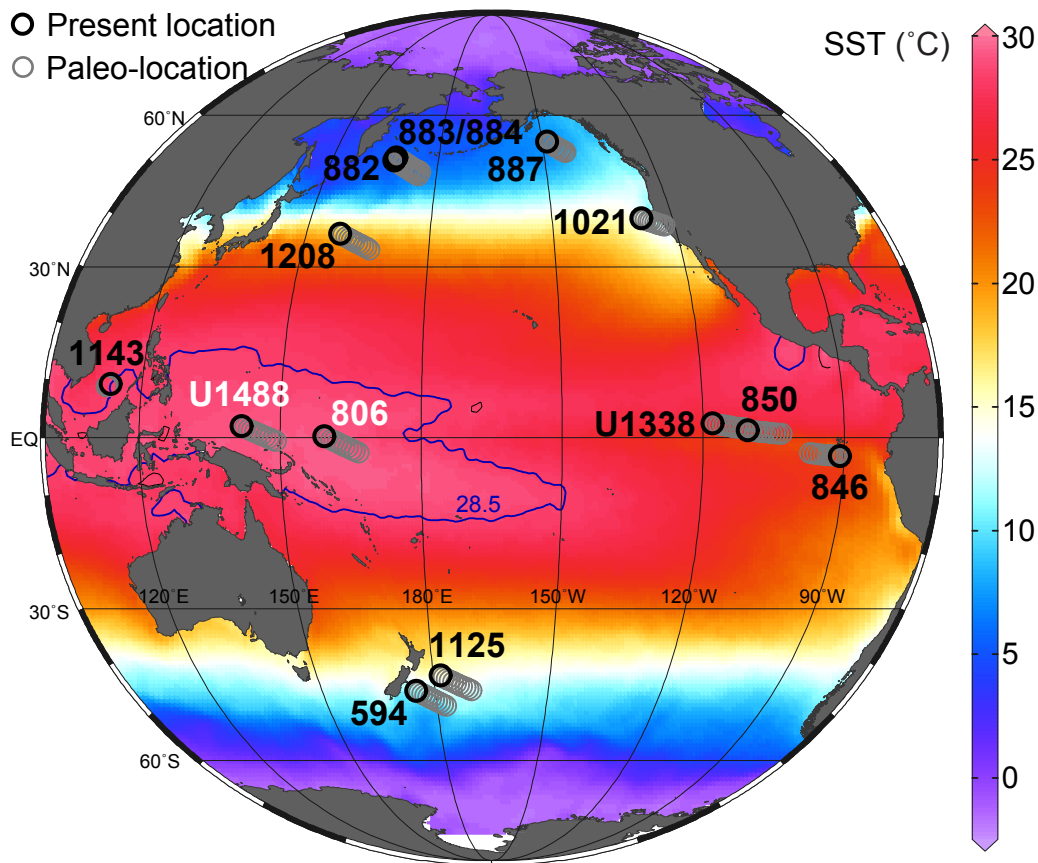 Present location
Paleo-location
SST (˚C)
30
25
20
15
10
5
0
60˚N
30˚N
EQ
30˚S
60˚S
883/884
882
887
1021
1208
1143
U1488
806
850
U1338
846
28.5
120˚E
150˚E
180˚E
150˚W
120˚W
90˚W
1125
594